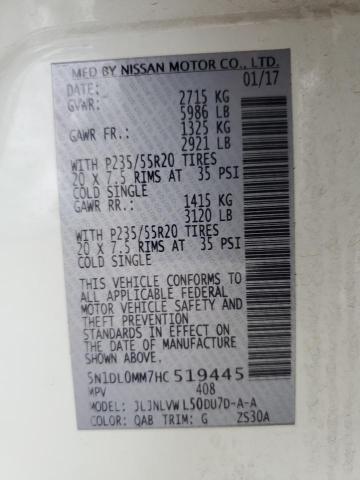 MFD BY NISSAN MOTOR CO., LTD.
DATE: 01/17
GVWR: 2715 KG
5986 LB
GAWR FR.: 1325 KG
2921 LB
WITH P235/55R20 TIRES
20 X 7.5 RIMS AT 35 PSI
COLD SINGLE
GAWR RR.: 1415 KG
3120 LB
WITH P235/55R20 TIRES
20 X 7.5 RIMS AT 35 PSI
COLD SINGLE
THIS VEHICLE CONFORMS TO
ALL APPLICABLE FEDERAL
MOTOR VEHICLE SAFETY AND
THEFT PREVENTION
STANDARDS IN EFFECT ON
THE DATE OF MANUFACTURE
SHOWN ABOVE.
5N1DL0MM7HC 519445
MPV 408
MODEL: JLJNLVWL50DU7D-A-A
COLOR: QAB TRIM: G ZS30A